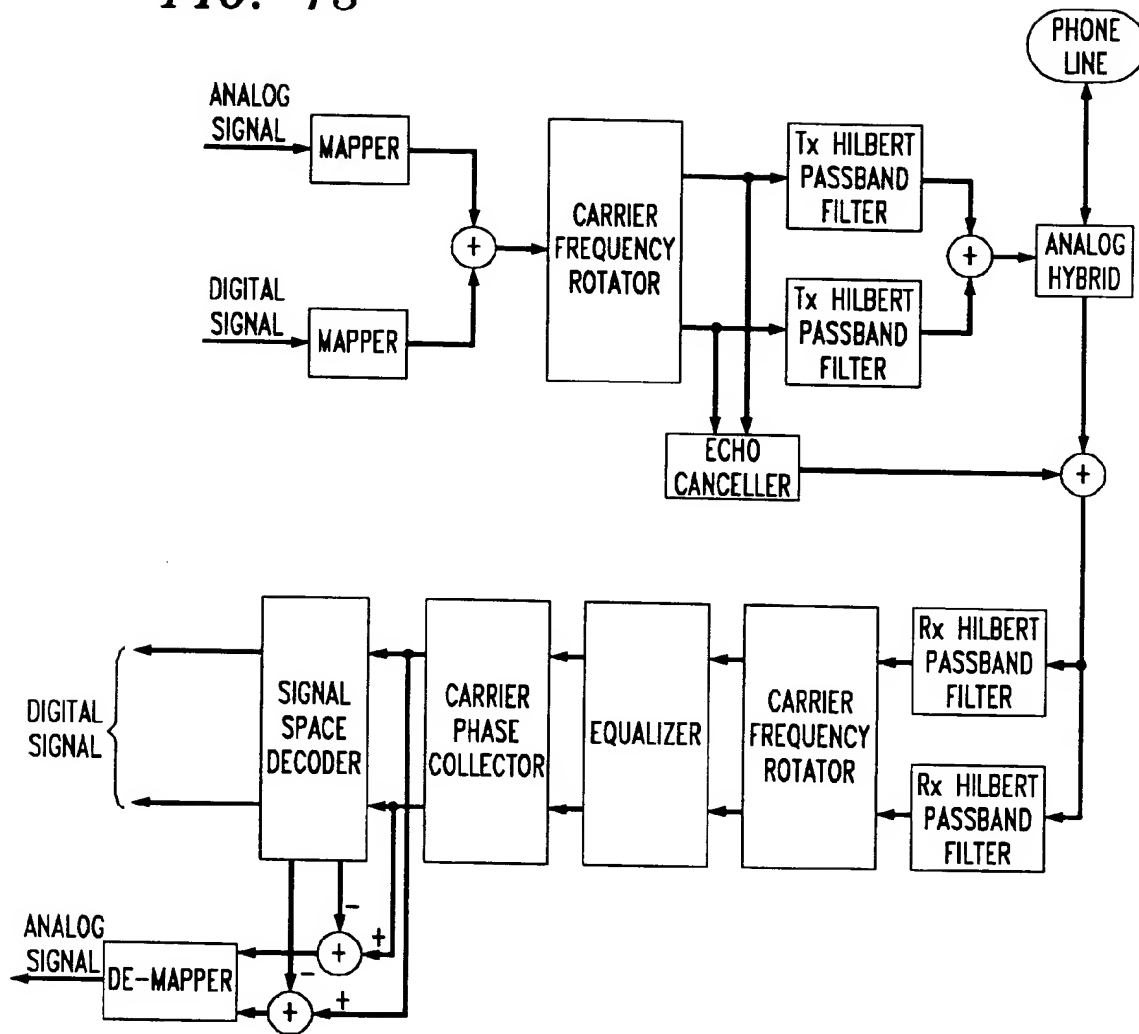 FIG. 13
PHONE
LINE
ANALOG
SIGNAL
MAPPER
DIGITAL
SIGNAL
MAPPER
+
CARRIER
FREQUENCY
ROTATOR
Tx HILBERT
PASSBAND
FILTER
Tx HILBERT
PASSBAND
FILTER
+
ANALOG
HYBRID
ECHO
CANCELLER
+
DIGITAL
SIGNAL
SIGNAL
SPACE
DECODER
CARRIER
PHASE
COLLECTOR
EQUALIZER
CARRIER
FREQUENCY
ROTATOR
Rx HILBERT
PASSBAND
FILTER
Rx HILBERT
PASSBAND
FILTER
ANALOG
SIGNAL
DE-MAPPER
-
+
+
-
+
+